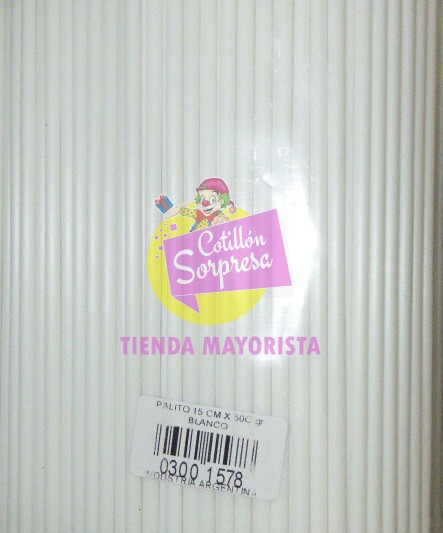 Cotillón
Sorpresa
TIENDA MAYORISTA
PALITO 15 CM X 500 gr
BLANCO
0300 1578
INDUSTRIA ARGENTINA